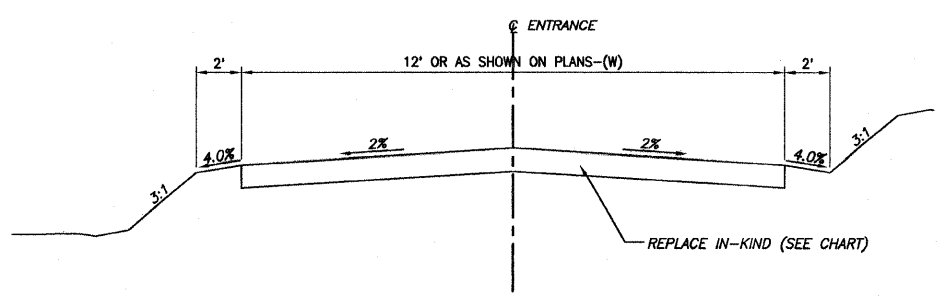 ℄ ENTRANCE
2'
12' OR AS SHOWN ON PLANS-(W)
2'
3:1
4.0%
2%
2%
4.0%
3:1
REPLACE IN-KIND (SEE CHART)